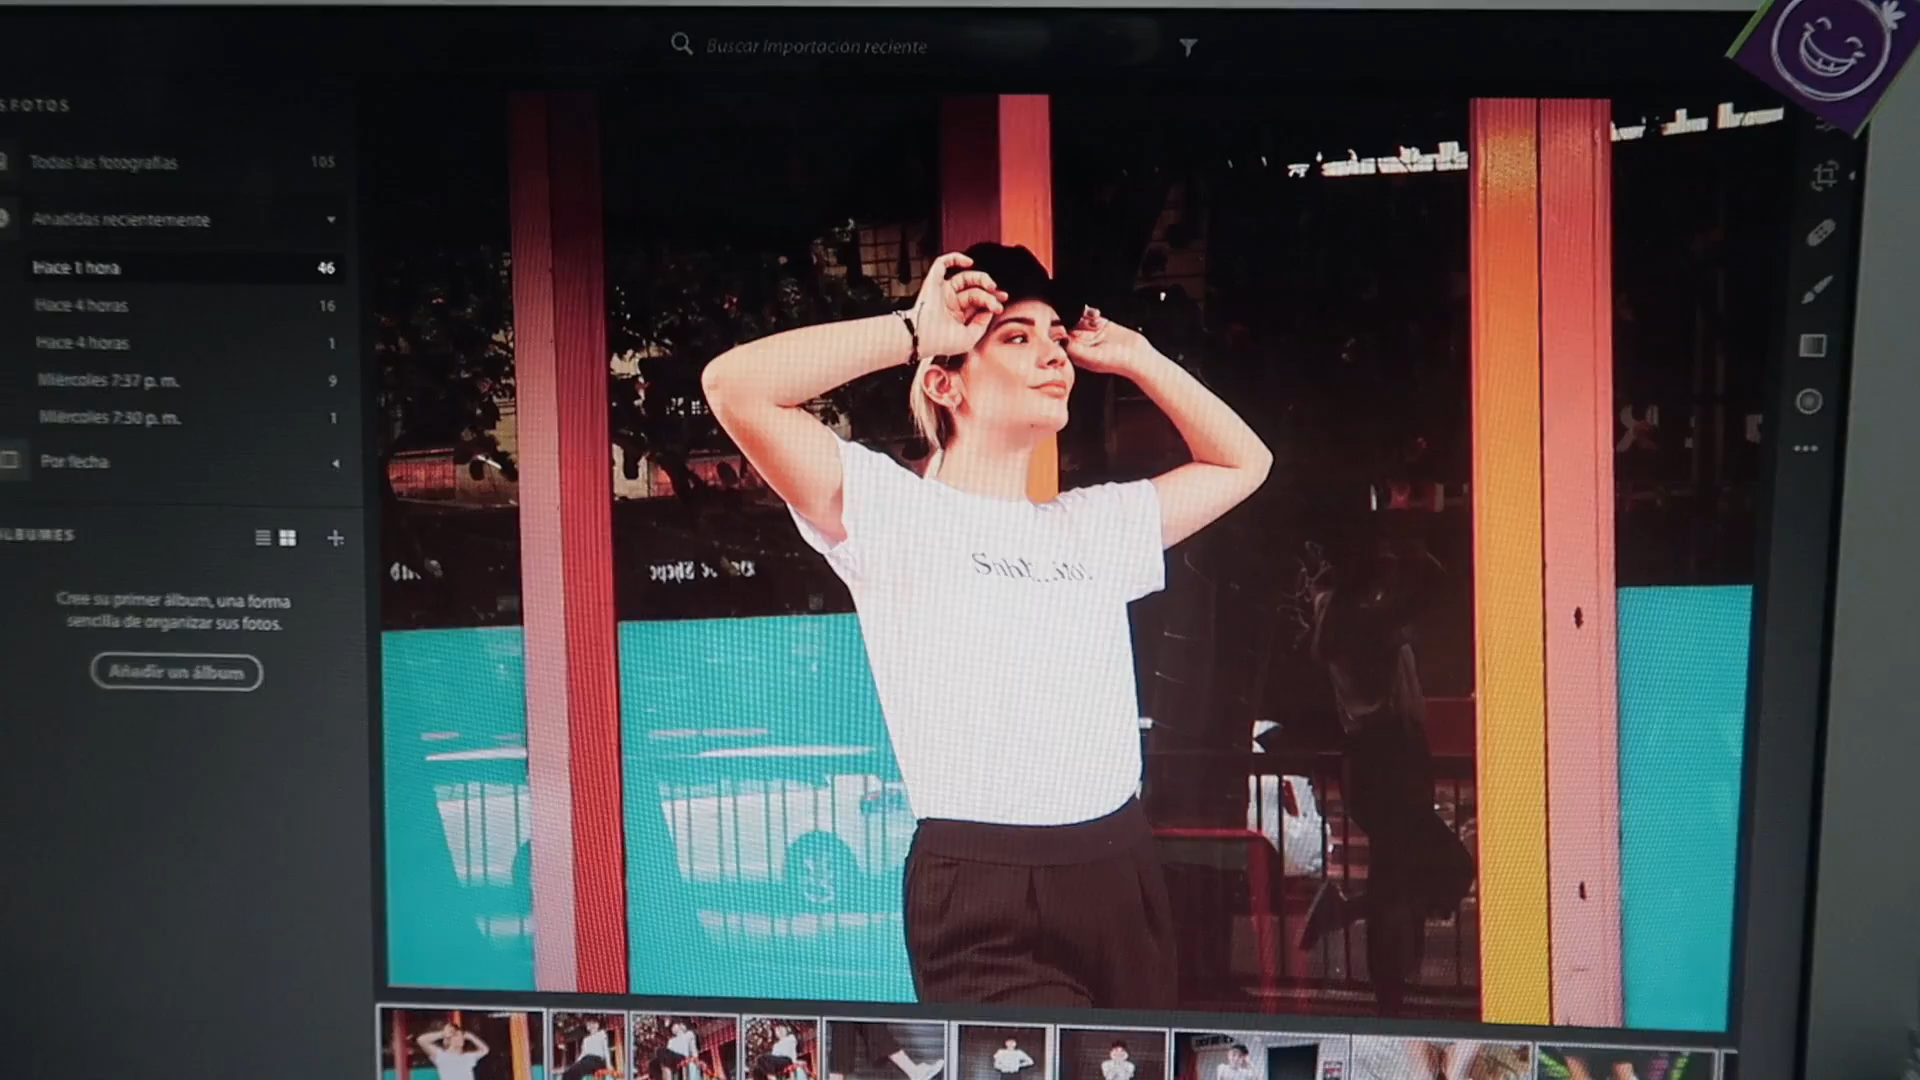 Buscar importación reciente
S FOTOS
Todas las fotografías 105
Añadidas recientemente
Hace 1 hora 46
Hace 4 horas 16
Hace 4 horas 1
Miércoles 7:37 p. m. 9
Miércoles 7:30 p. m. 1
Por fecha
LBUMES
Cree su primer álbum, una forma
sencilla de organizar sus fotos.
Añadir un álbum